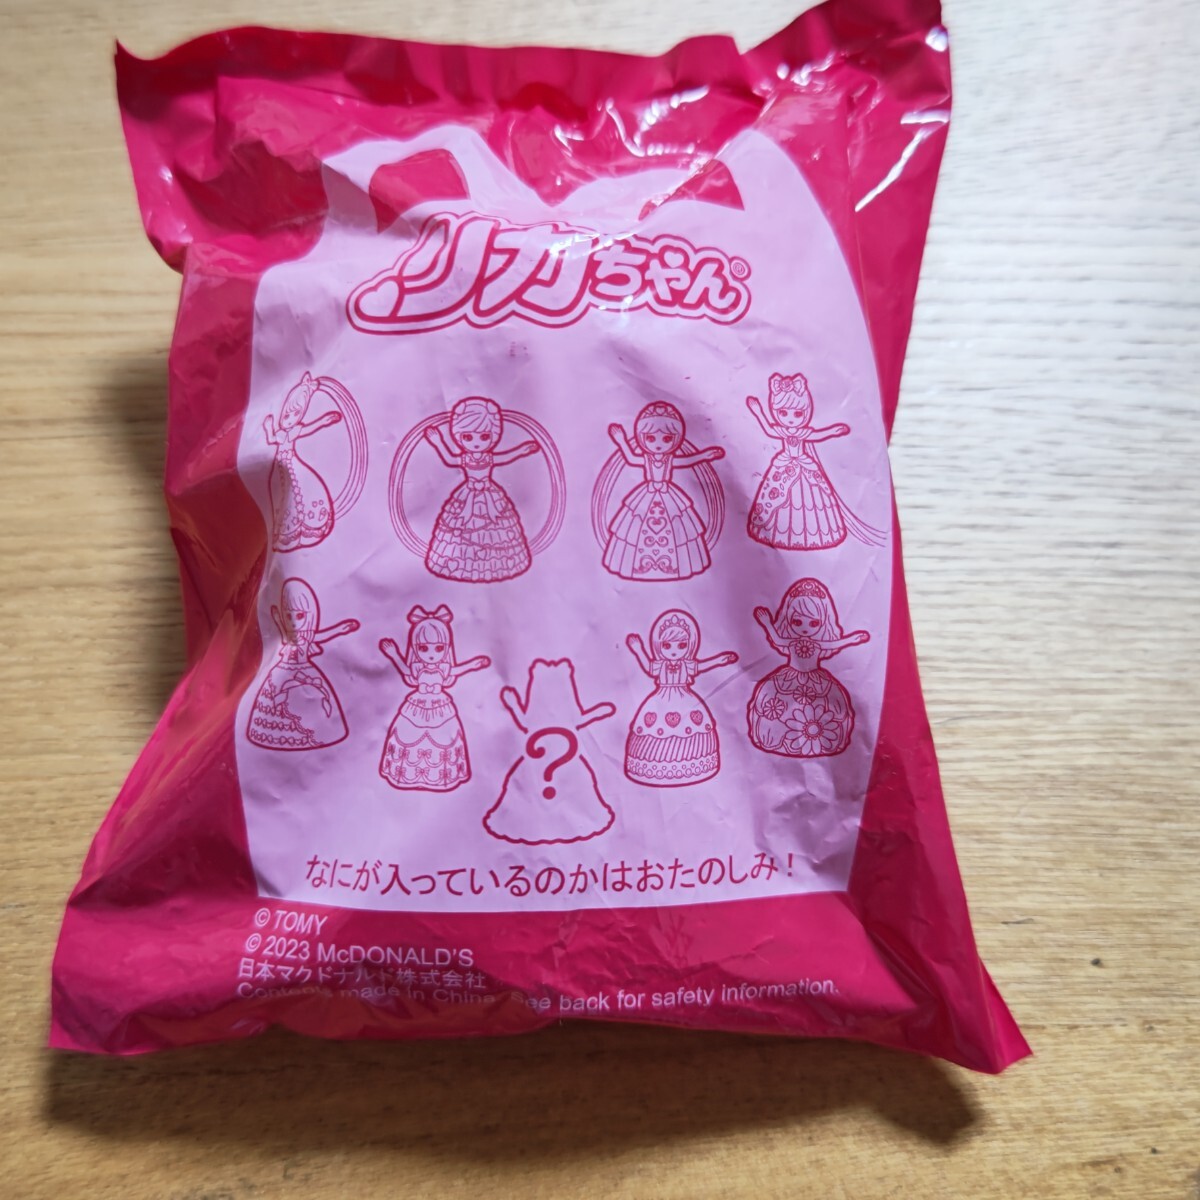 リカちゃん®
?
なにが入っているのかはおたのしみ!
© TOMY
© 2023 McDONALD'S
日本マクドナルド株式会社
Contents made in China. See back for safety information.